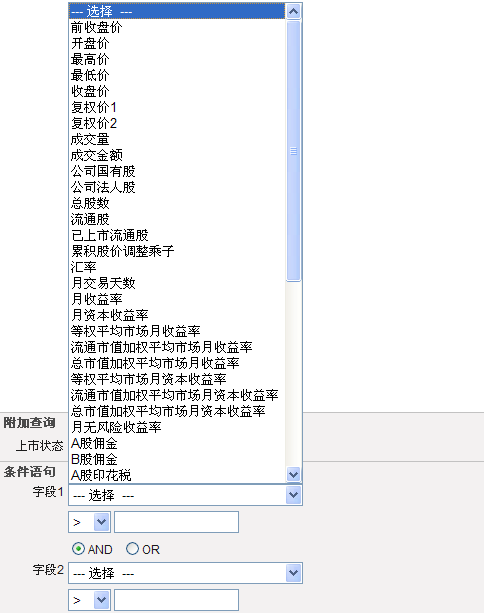 --- 选择 ---
前收盘价
开盘价
最高价
最低价
收盘价
复权价1
复权价2
成交量
成交金额
公司国有股
公司法人股
总股数
流通股
已上市流通股
累积股价调整乘子
汇率
月交易天数
月收益率
月资本收益率
等权平均市场月收益率
流通市值加权平均市场月收益率
总市值加权平均市场月收益率
等权平均市场月资本收益率
流通市值加权平均市场月资本收益率
总市值加权平均市场月资本收益率
月无风险收益率
A股佣金
B股佣金
A股印花税
附加查询
上市状态
条件语句
字段1 --- 选择 ---
>
AND OR
字段2 --- 选择 ---
>